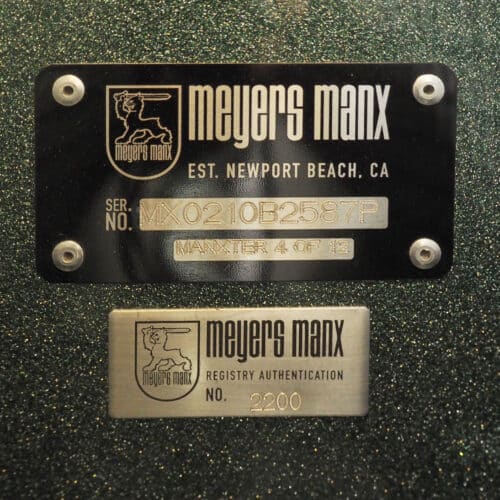 meyers manx
meyers manx
EST. NEWPORT BEACH, CA
SER. NO. MX0210B2587P
MANXTER 4 OF 12
meyers manx
meyers manx
REGISTRY AUTHENTICATION
NO. 2200